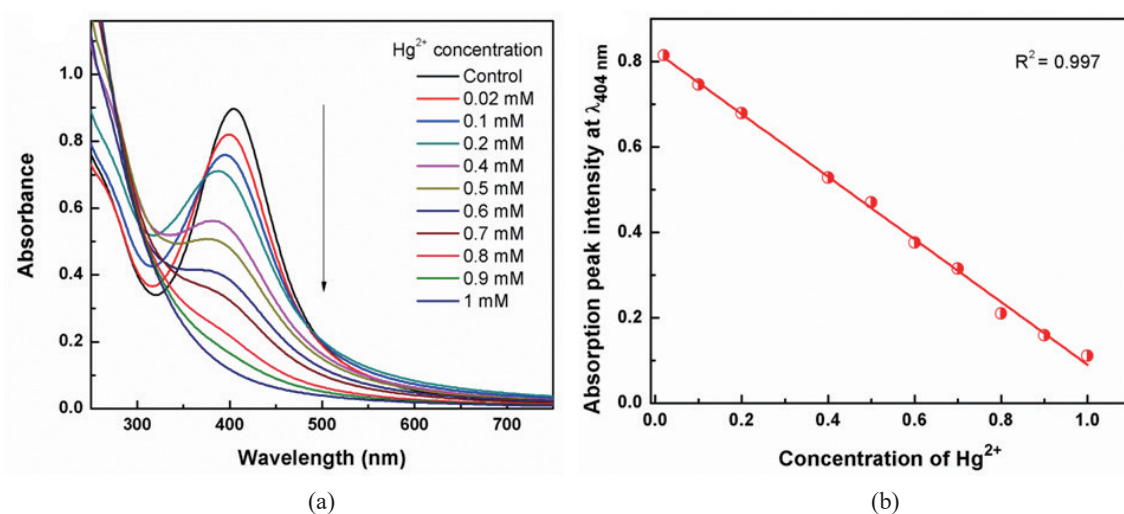 Hg²⁺ concentration
Control
0.02 mM
0.1 mM
0.2 mM
0.4 mM
0.5 mM
0.6 mM
0.7 mM
0.8 mM
0.9 mM
1 mM
Absorbance
1.0
0.8
0.6
0.4
0.2
0.0
300 400 500 600 700
Wavelength (nm)
(a)
R² = 0.997
Absorption peak intensity at λ₄₀₄ nm
0.8
0.6
0.4
0.2
0.0
0.0 0.2 0.4 0.6 0.8 1.0
Concentration of Hg²⁺
(b)